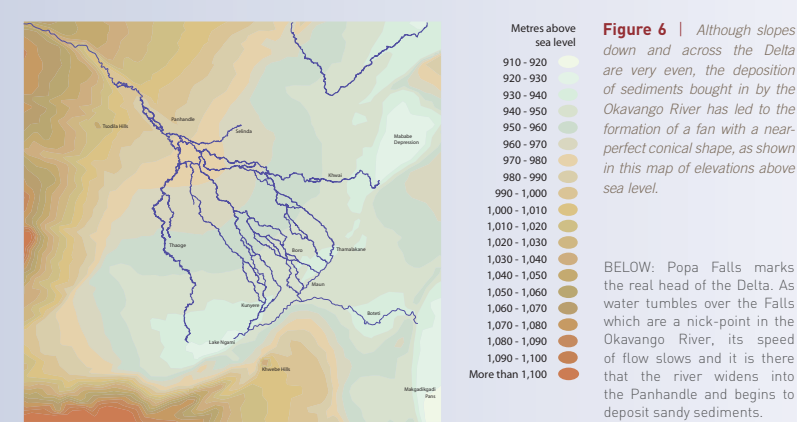 Tsodila Hills
Panhandle
Selinda
Mababe
Depression
Khwai
Thaoge
Boro
Thamalakane
Maun
Kunyere
Boteti
Lake Ngami
Khwebe Hills
Makgadikgadi
Pans
Metres above
sea level
910 - 920
920 - 930
930 - 940
940 - 950
950 - 960
960 - 970
970 - 980
980 - 990
990 - 1,000
1,000 - 1,010
1,010 - 1,020
1,020 - 1,030
1,030 - 1,040
1,040 - 1,050
1,050 - 1,060
1,060 - 1,070
1,070 - 1,080
1,080 - 1,090
1,090 - 1,100
More than 1,100
Figure 6 | Although slopes
down and across the Delta
are very even, the deposition
of sediments bought in by the
Okavango River has led to the
formation of a fan with a near-
perfect conical shape, as shown
in this map of elevations above
sea level.
BELOW: Popa Falls marks
the real head of the Delta. As
water tumbles over the Falls
which are a nick-point in the
Okavango River, its speed
of flow slows and it is there
that the river widens into
the Panhandle and begins to
deposit sandy sediments.